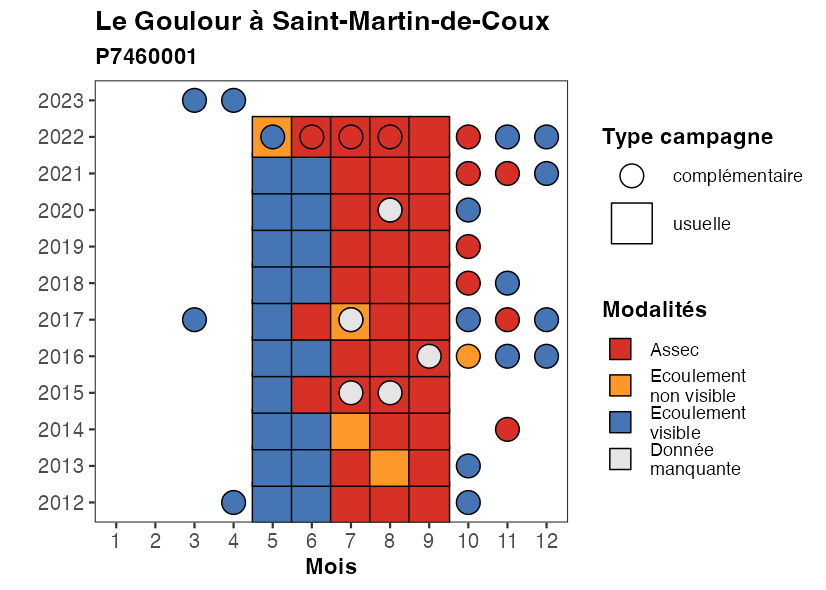 Le Goulour à Saint-Martin-de-Coux
P7460001
2023
2022
2021
2020
2019
2018
2017
2016
2015
2014
2013
2012
1 2 3 4 5 6 7 8 9 10 11 12
Mois
Type campagne
complémentaire
usuelle
Modalités
Assec
Ecoulement
non visible
Ecoulement
visible
Donnée
manquante